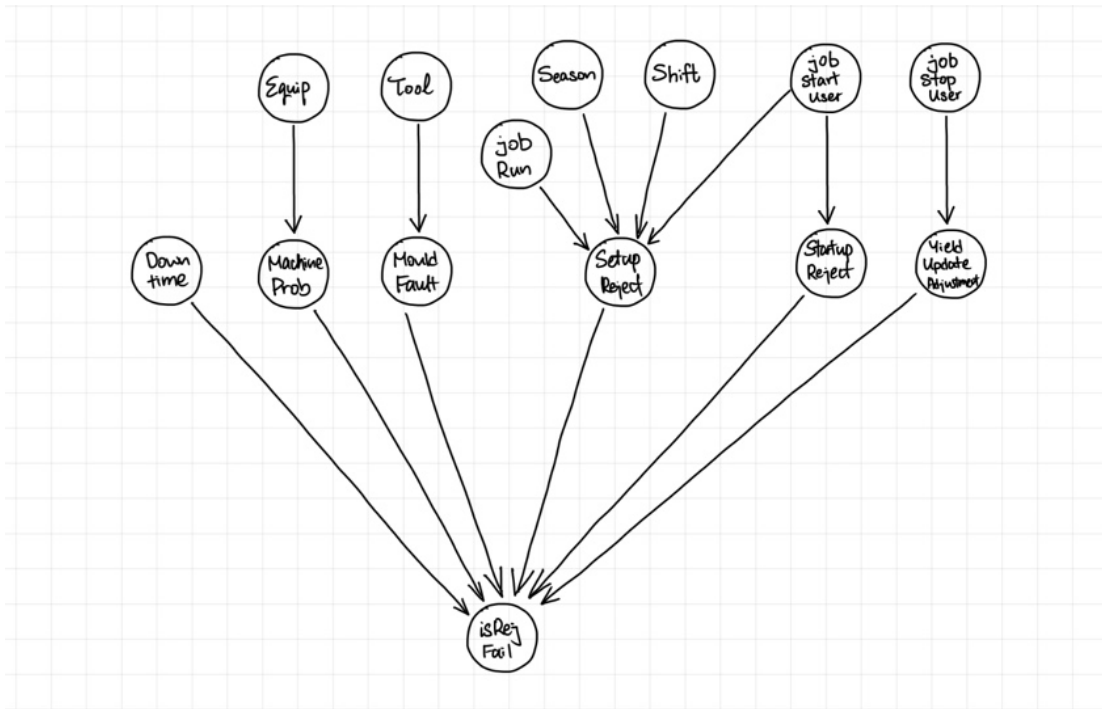 Equip
Tool
Season
Shift
job
Start
User
job
Stop
User
job
Run
Down
time
Machine
Prob
Mould
Fault
Setup
Reject
Startup
Reject
Yield
Update
Adjustment
isRej
Fail